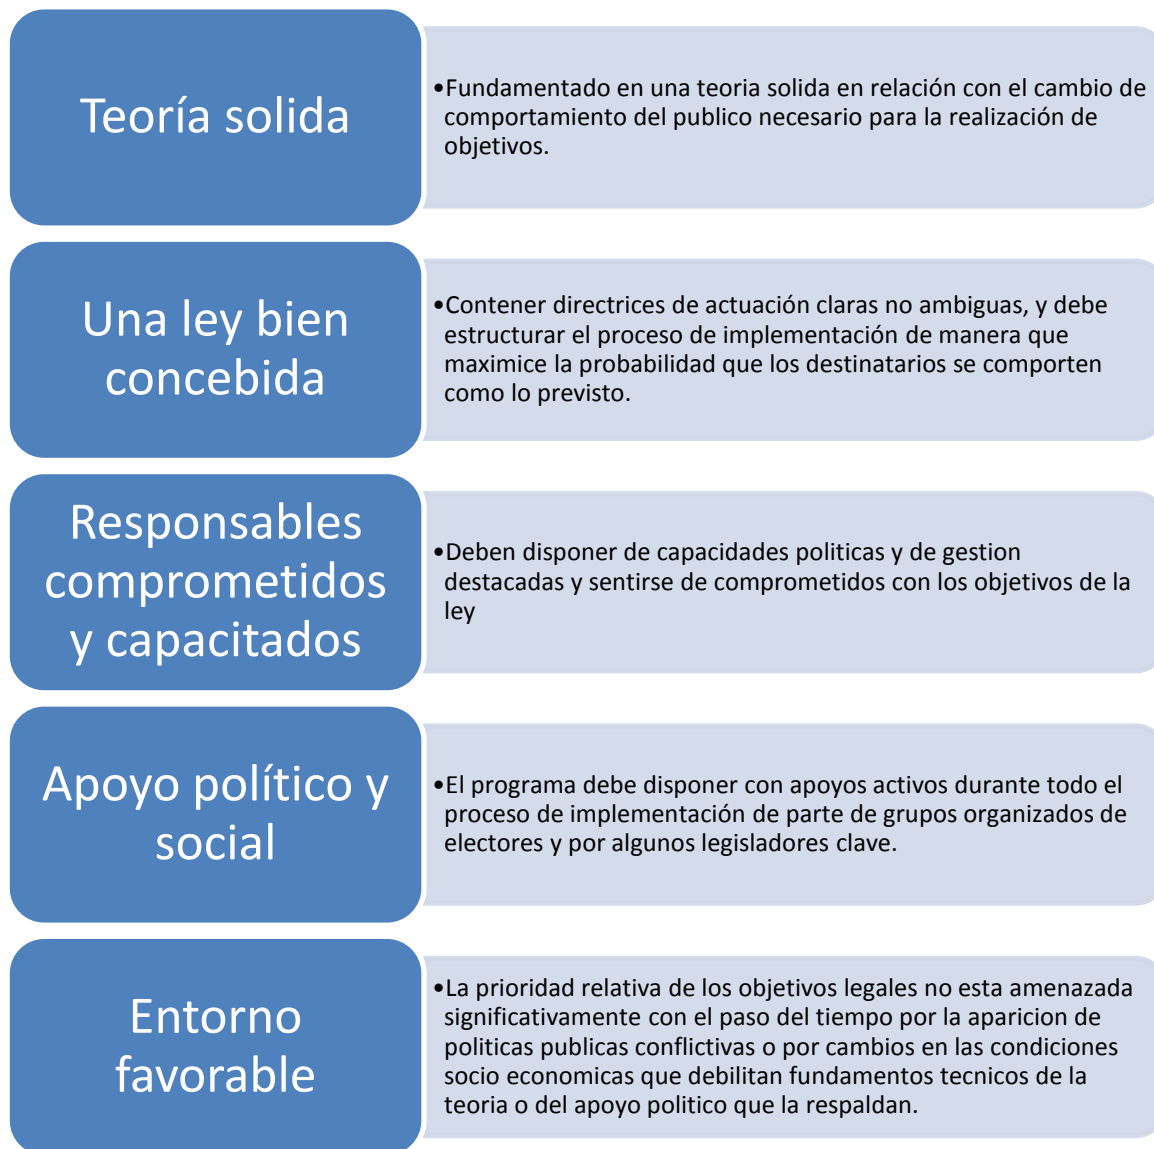 Teoría solida
•Fundamentado en una teoria solida en relación con el cambio de
comportamiento del publico necesario para la realización de
objetivos.
Una ley bien
concebida
•Contener directrices de actuación claras no ambiguas, y debe
estructurar el proceso de implementación de manera que
maximice la probabilidad que los destinatarios se comporten
como lo previsto.
Responsables
comprometidos
y capacitados
•Deben disponer de capacidades politicas y de gestion
destacadas y sentirse de comprometidos con los objetivos de la
ley
Apoyo político y
social
•El programa debe disponer con apoyos activos durante todo el
proceso de implementación de parte de grupos organizados de
electores y por algunos legisladores clave.
Entorno
favorable
•La prioridad relativa de los objetivos legales no esta amenazada
significativamente con el paso del tiempo por la aparicion de
politicas publicas conflictivas o por cambios en las condiciones
socio economicas que debilitan fundamentos tecnicos de la
teoria o del apoyo politico que la respaldan.